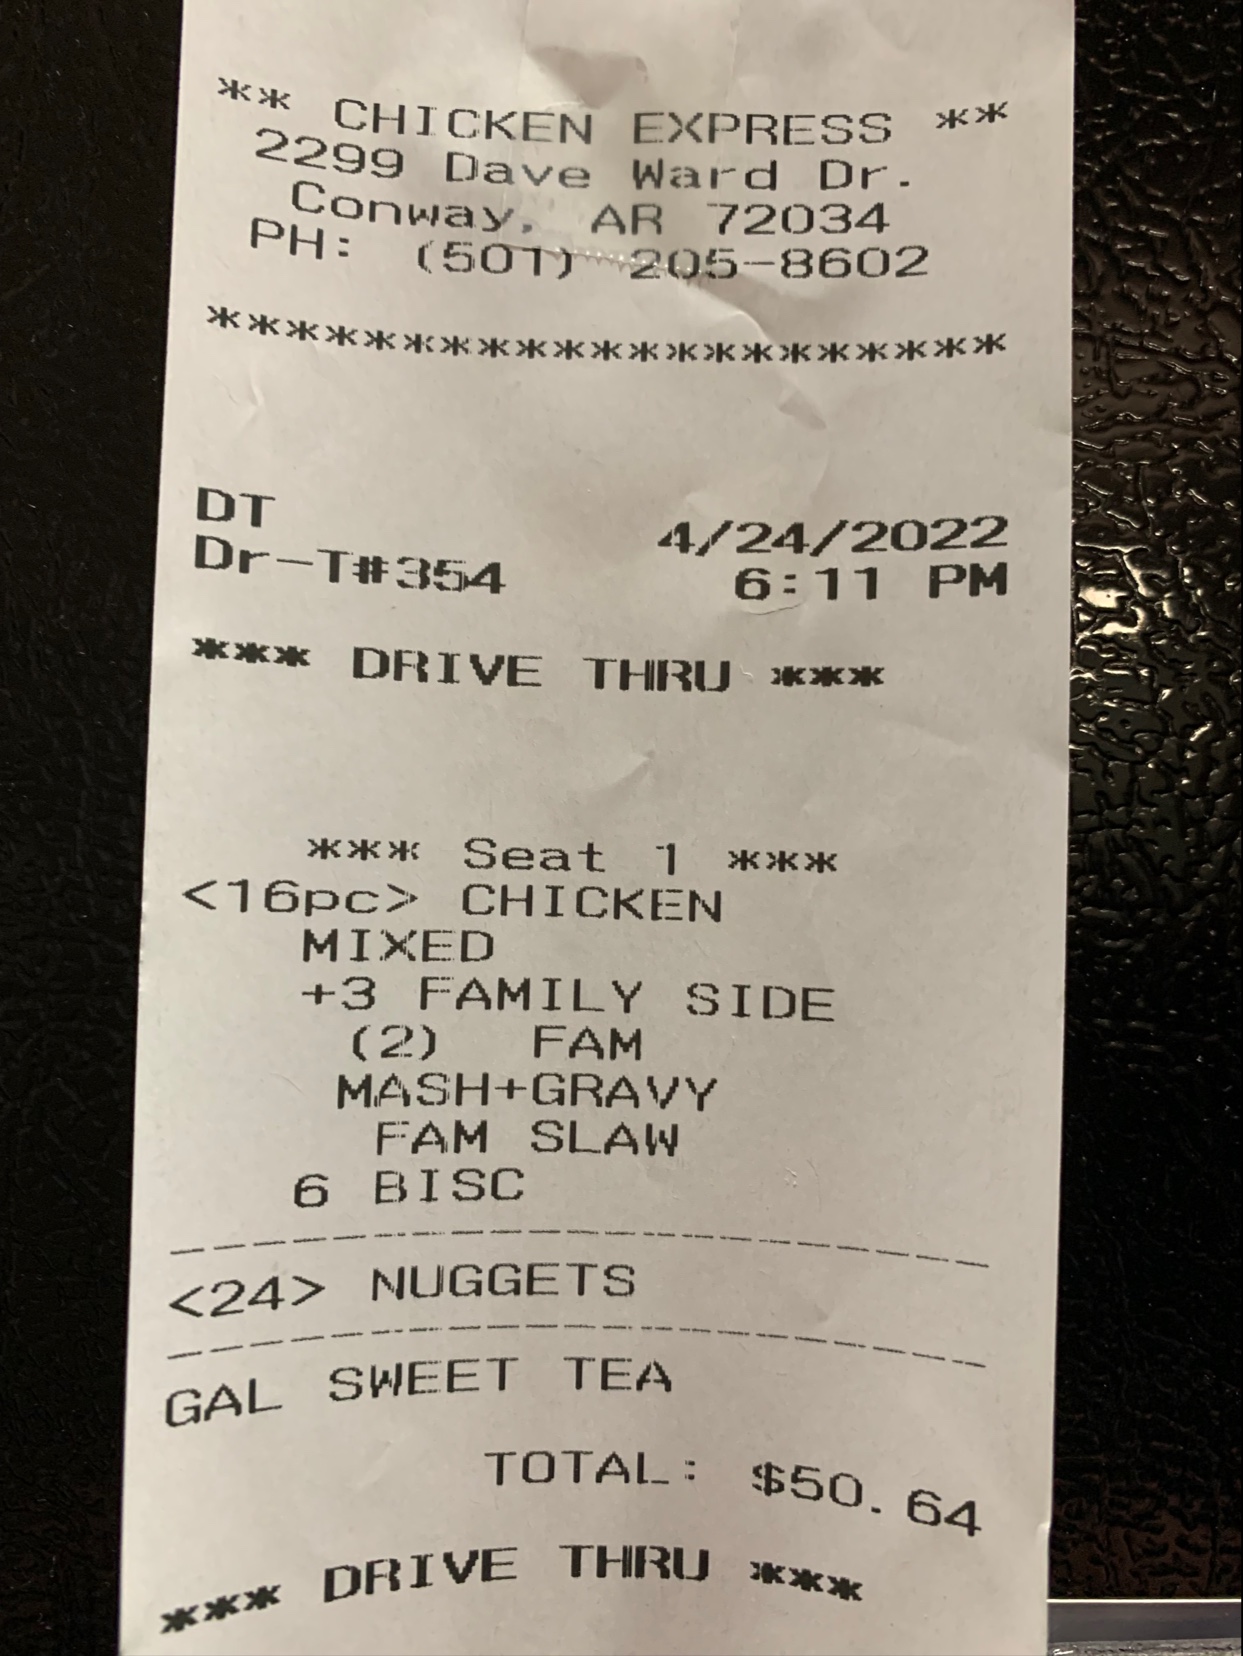 ** CHICKEN EXPRESS **
2299 Dave Ward Dr.
Conway, AR 72034
PH: (501) 205-8602
**********************
DT 4/24/2022
Dr-T#354 6:11 PM
*** DRIVE THRU ***
*** Seat 1 ***
<16pc> CHICKEN
MIXED
+3 FAMILY SIDE
(2) FAM
MASH+GRAVY
FAM SLAW
6 BISC
<24> NUGGETS
GAL SWEET TEA
TOTAL: $50.64
*** DRIVE THRU ***